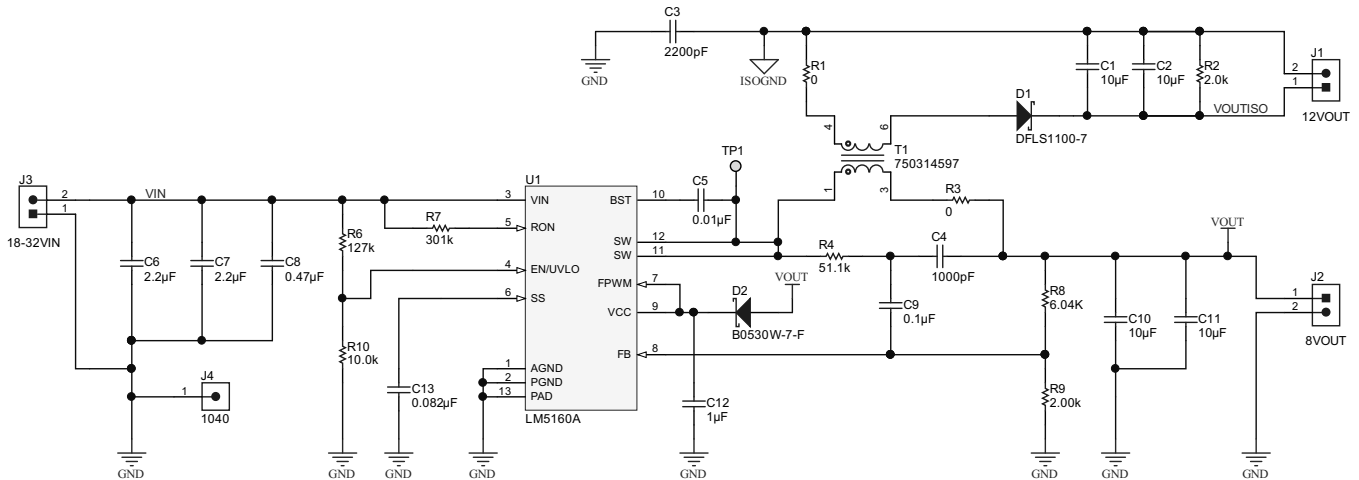 C3
2200pF
GND
ISOGND
R1
0
C1
10µF
C2
10µF
R2
2.0k
J1
2
1
12VOUT
VOUTISO
D1
DFLS1100-7
4
6
T1
750314597
1
3
TP1
J3
2
1
18-32VIN
VIN
U1
3
VIN
BST
10
C5
0.01µF
R3
0
R7
301k
5
RON
SW
12
SW
11
R6
127k
C6
2.2µF
C7
2.2µF
C8
0.47µF
4
EN/UVLO
6
SS
FPWM
7
VCC
9
FB
8
R4
51.1k
C4
1000pF
VOUT
D2
B0530W-7-F
VOUT
C9
0.1µF
R8
6.04K
C10
10µF
C11
10µF
J2
1
2
8VOUT
R10
10.0k
J4
1
1040
C13
0.082µF
1
AGND
2
PGND
13
PAD
LM5160A
C12
1µF
R9
2.00k
GND
GND
GND
GND
GND
GND
GND
GND